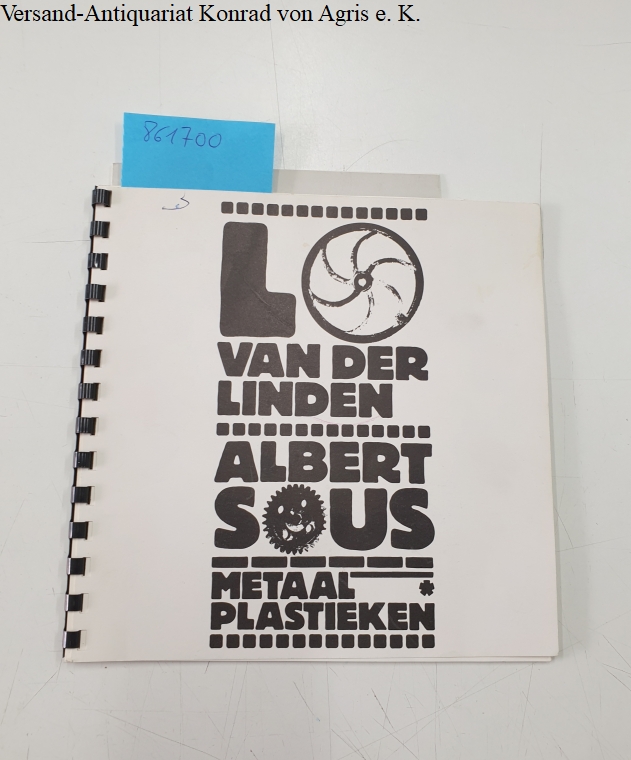 Versand-Antiquariat Konrad von Agris e. K.
861700
LO
VAN DER
LINDEN
ALBERT
SOUS
METAAL
PLASTIEKEN